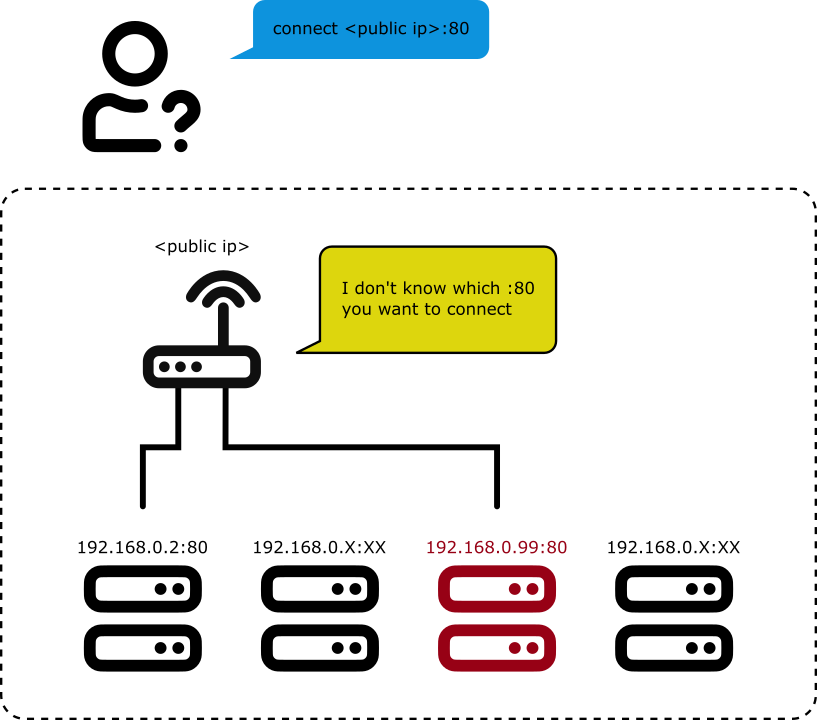 connect <public ip>:80
<public ip>
I don't know which :80
you want to connect
192.168.0.2:80
192.168.0.X:XX
192.168.0.99:80
192.168.0.X:XX